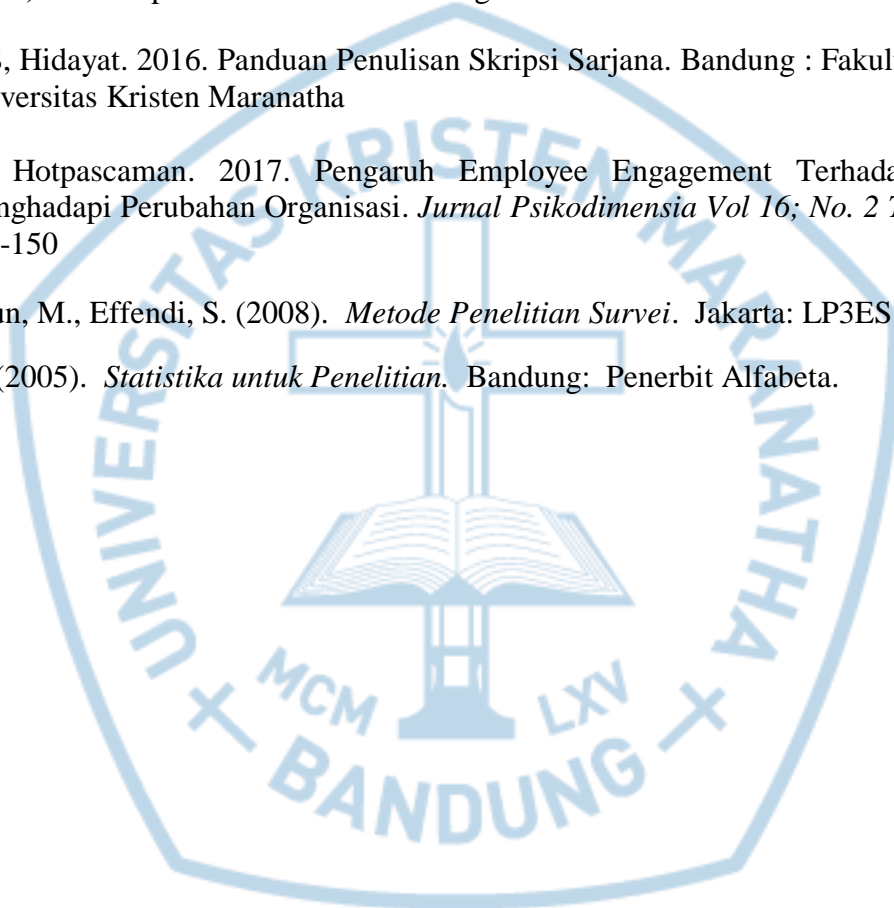 , Hidayat. 2016. Panduan Penulisan Skripsi Sarjana. Bandung : Fakul
versitas Kristen Maranatha
Hotpascaman. 2017. Pengaruh Employee Engagement Terhada
nghadapi Perubahan Organisasi. Jurnal Psikodimensia Vol 16; No. 2
-150
un, M., Effendi, S. (2008). Metode Penelitian Survei. Jakarta: LP3ES
(2005). Statistika untuk Penelitian. Bandung: Penerbit Alfabeta.
UNIVERSITAS KRISTEN MARANATHA
MCM LXV
BANDUNG